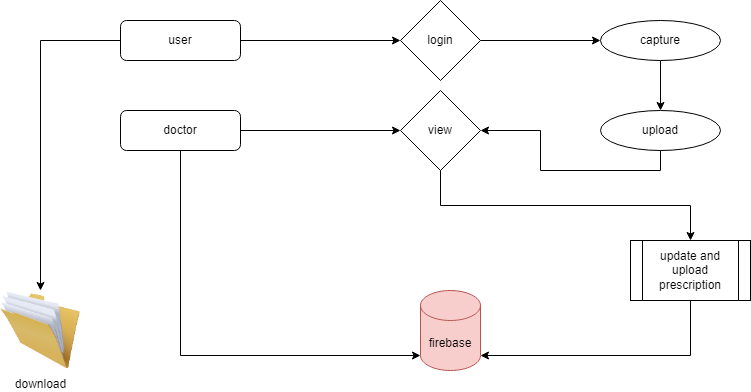 user
login
capture
doctor
view
upload
update and
upload
prescription
firebase
download